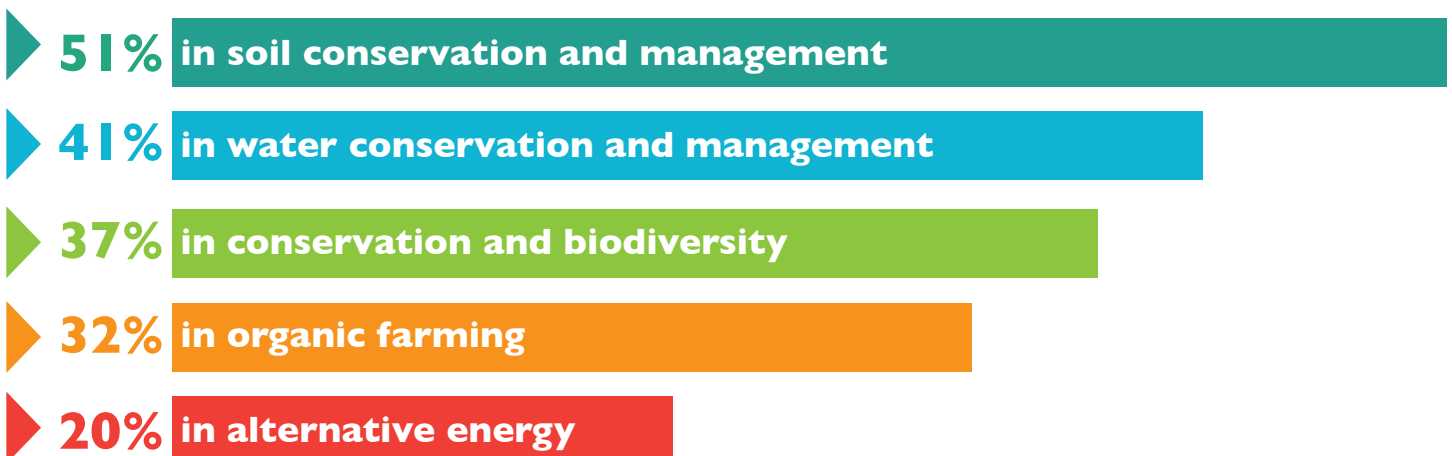 51% in soil conservation and management
41% in water conservation and management
37% in conservation and biodiversity
32% in organic farming
20% in alternative energy